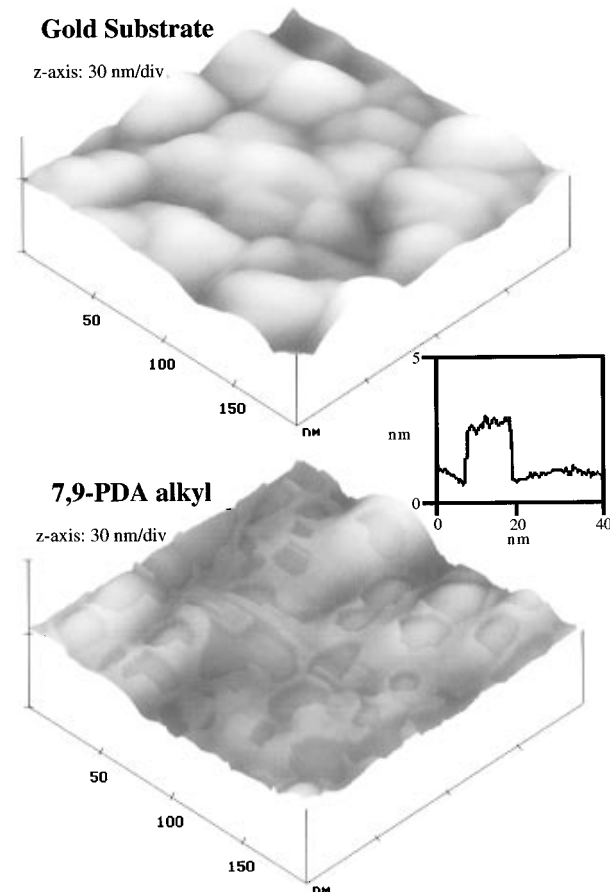 Gold Substrate
z-axis: 30 nm/div
50
100
150
nm
5
nm
0
0 20 40
nm
7,9-PDA alkyl
z-axis: 30 nm/div
50
100
150
nm